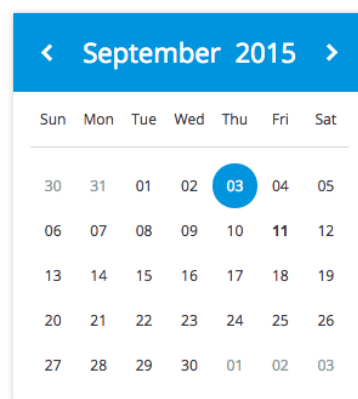 September 2015
Sun Mon Tue Wed Thu Fri Sat
30 31 01 02 03 04 05
06 07 08 09 10 11 12
13 14 15 16 17 18 19
20 21 22 23 24 25 26
27 28 29 30 01 02 03